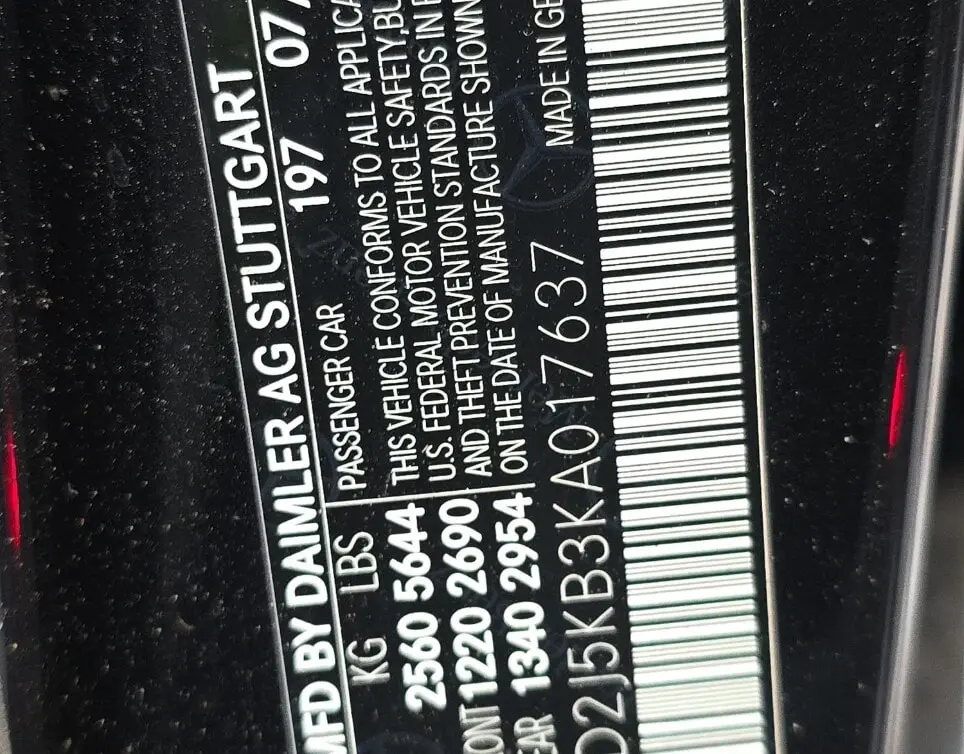 MFD BY DAIMLER AG STUTTGART
197 07/
KG LBS PASSENGER CAR
2560 5644 THIS VEHICLE CONFORMS TO ALL APPLICA
U.S. FEDERAL MOTOR VEHICLE SAFETY, BU
ONT 1220 2690 AND THEFT PREVENTION STANDARDS IN E
EAR 1340 2954 ON THE DATE OF MANUFACTURE SHOWN
D2J5KB3KA017637 MADE IN GE